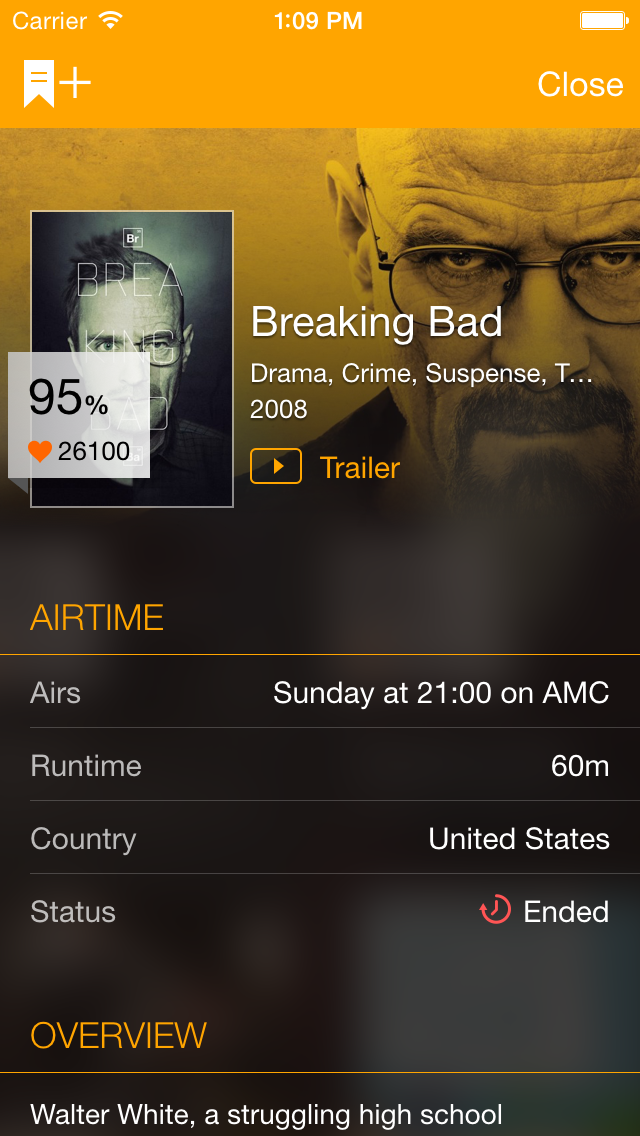 Carrier 1:09 PM
Close
Br
BREA
KING
BAD
95%
26100
Breaking Bad
Drama, Crime, Suspense, T...
2008
Trailer
AIRTIME
Airs Sunday at 21:00 on AMC
Runtime 60m
Country United States
Status Ended
OVERVIEW
Walter White, a struggling high school